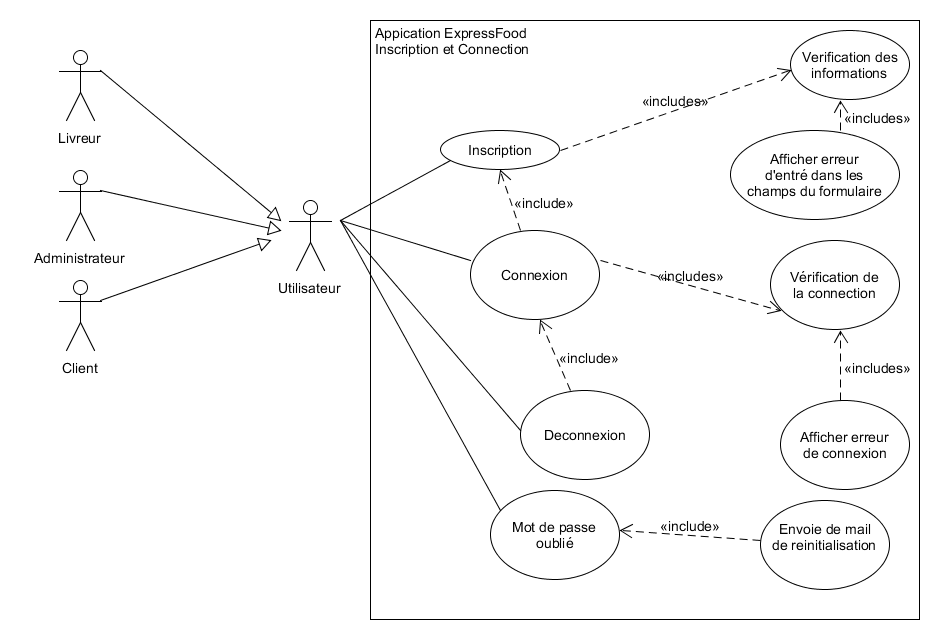 Appication ExpressFood
Inscription et Connection
Verification des
informations
«includes»
«includes»
Livreur
Inscription
Afficher erreur
d'entré dans les
champs du formulaire
«include»
Administrateur
Utilisateur
Connexion
«includes»
Vérification de
la connection
Client
«include»
«includes»
Deconnexion
Afficher erreur
de connexion
Mot de passe
oublié
«include»
Envoie de mail
de reinitialisation